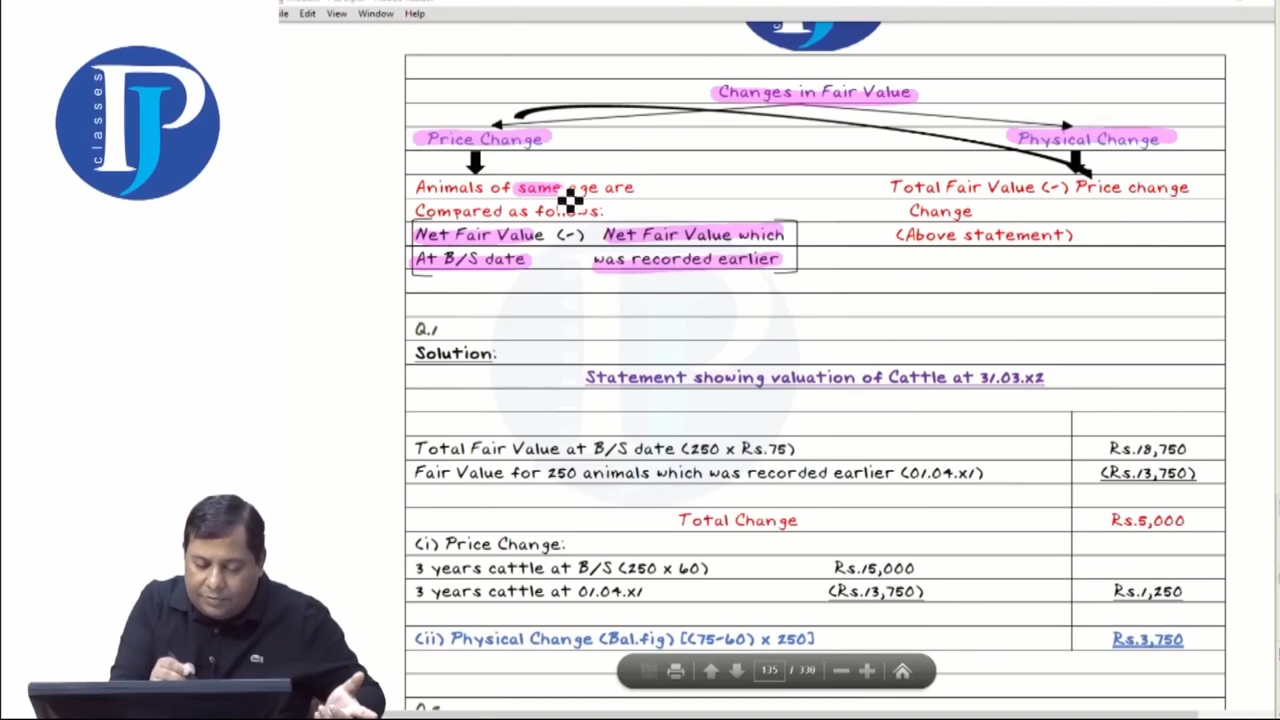 File Edit View Window Help
classes
PJ
Changes in Fair Value
Price Change Physical Change
Animals of same age are Total Fair Value (-) Price change
Compared as follows: Change
Net Fair Value (-) Net Fair Value which (Above statement)
At B/S date was recorded earlier
Q.1
Solution:
Statement showing valuation of Cattle at 31.03.x2
Total Fair Value at B/S date (250 x Rs.75) Rs.18,750
Fair Value for 250 animals which was recorded earlier (01.04.x1) (Rs.13,750)
Total Change Rs.5,000
(i) Price Change:
3 years cattle at B/S (250 x 60) Rs.15,000
3 years cattle at 01.04.x1 (Rs.13,750) Rs.1,250
(ii) Physical Change (Bal.fig) [(75-60) x 250] Rs.3,750
135 / 330